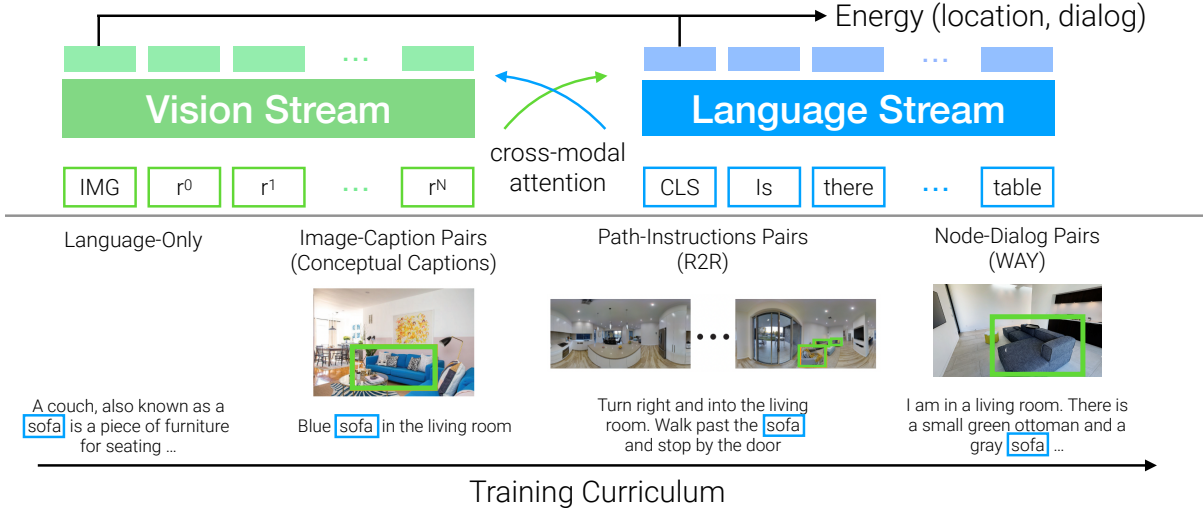 Energy (location, dialog)
...
...
Vision Stream
Language Stream
cross-modal
attention
IMG r⁰ r¹ ... rᴺ
CLS Is there ... table
Language-Only
Image-Caption Pairs
(Conceptual Captions)
Path-Instructions Pairs
(R2R)
Node-Dialog Pairs
(WAY)
...
A couch, also known as a
sofa is a piece of furniture
for seating ...
Blue sofa in the living room
Turn right and into the living
room. Walk past the sofa
and stop by the door
I am in a living room. There is
a small green ottoman and a
gray sofa ...
Training Curriculum